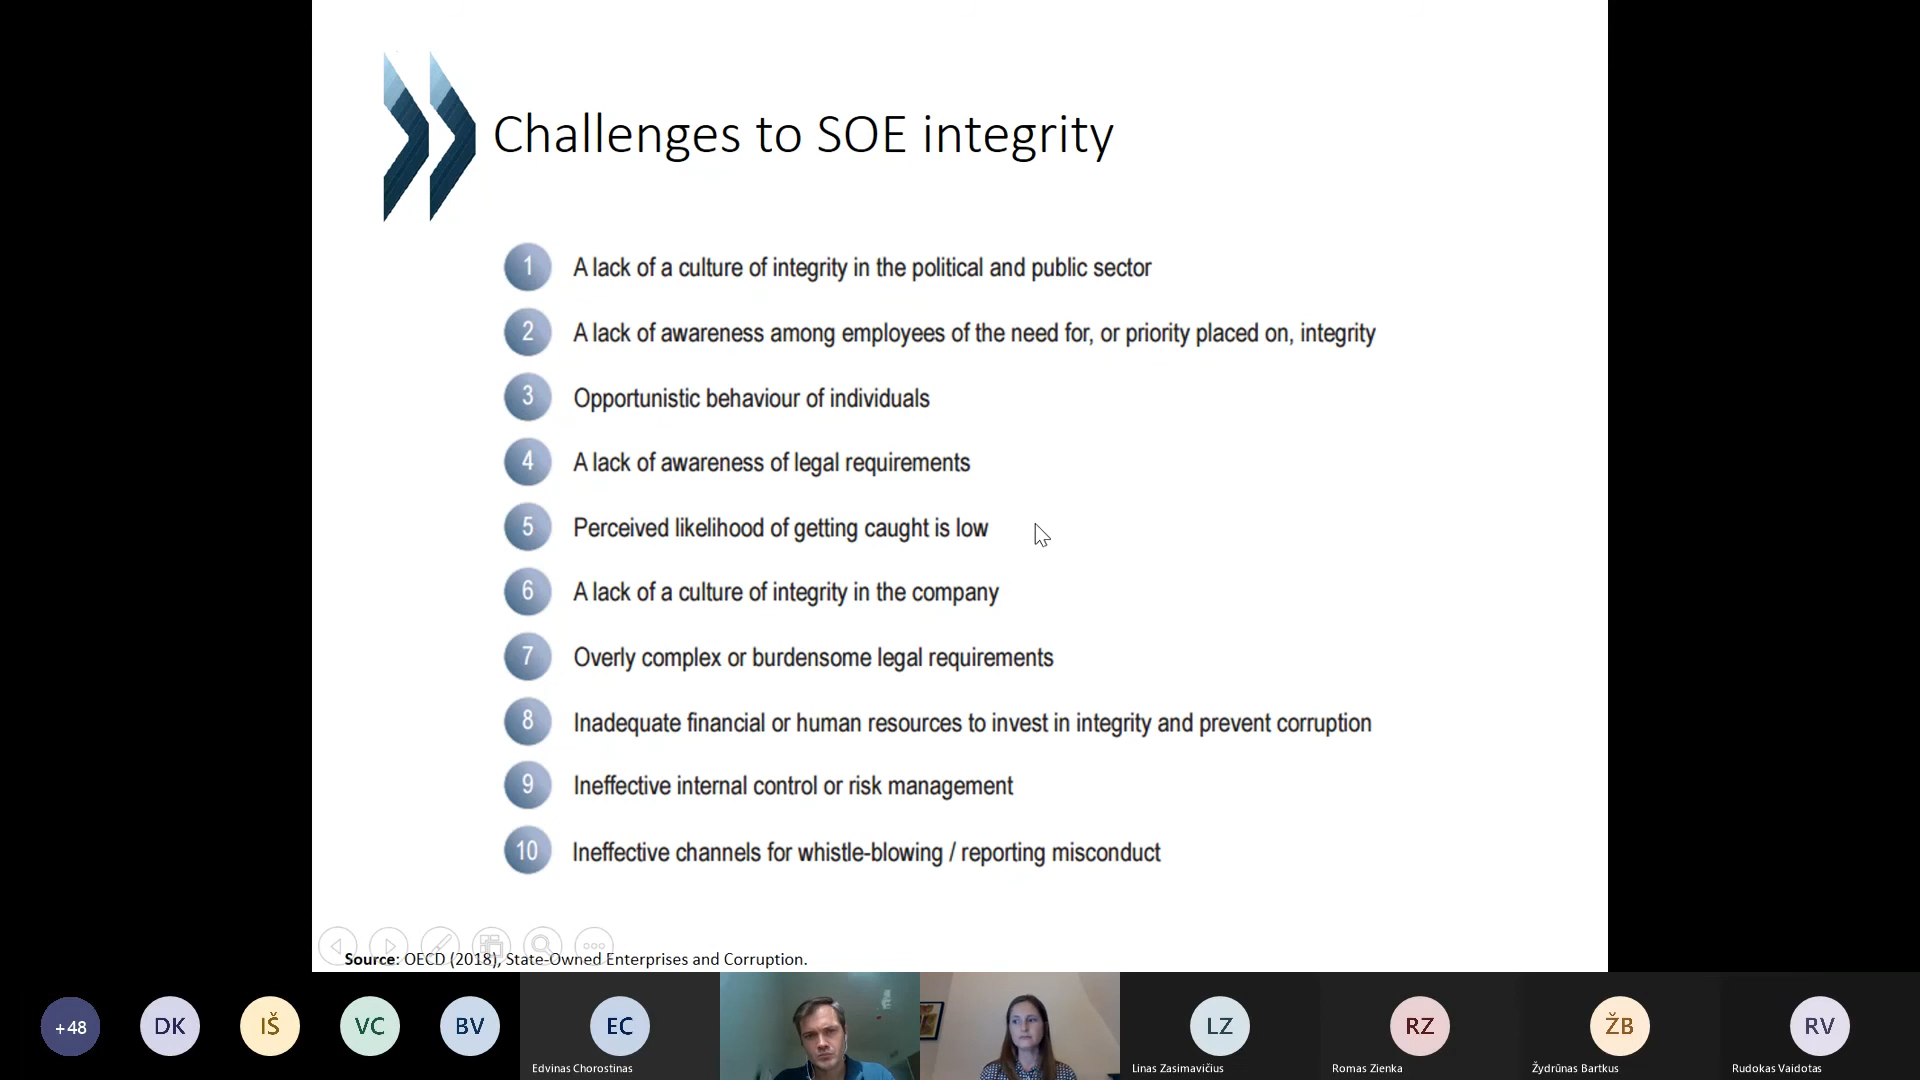 Challenges to SOE integrity
1 A lack of a culture of integrity in the political and public sector
2 A lack of awareness among employees of the need for, or priority placed on, integrity
3 Opportunistic behaviour of individuals
4 A lack of awareness of legal requirements
5 Perceived likelihood of getting caught is low
6 A lack of a culture of integrity in the company
7 Overly complex or burdensome legal requirements
8 Inadequate financial or human resources to invest in integrity and prevent corruption
9 Ineffective internal control or risk management
10 Ineffective channels for whistle-blowing / reporting misconduct
Source: OECD (2018), State-Owned Enterprises and Corruption.
+48 DK IŠ VC BV EC LZ RZ ŽB RV
Edvinas Chorostinas Linas Zasimavičius Romas Zienka Žydrūnas Bartkus Rudokas Vaidotas